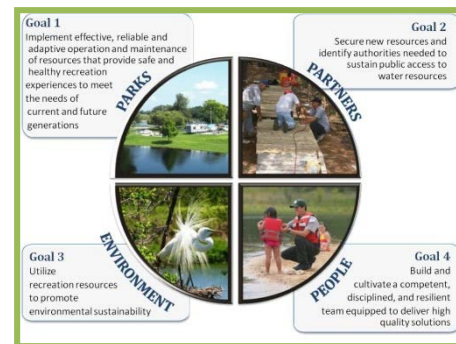 Goal 1
Implement effective, reliable and
adaptive operation and maintenance
of resources that provide safe and
healthy recreation
experiences to meet
the needs of
current and future
generations
PARKS
Goal 2
Secure new resources and
identify authorities needed to
sustain public access to
water resources
PARTNERS
Goal 3
Utilize
recreation resources
to promote
environmental sustainability
ENVIRONMENT
Goal 4
Build and
cultivate a competent,
disciplined, and resilient
team equipped to deliver high
quality solutions
PEOPLE